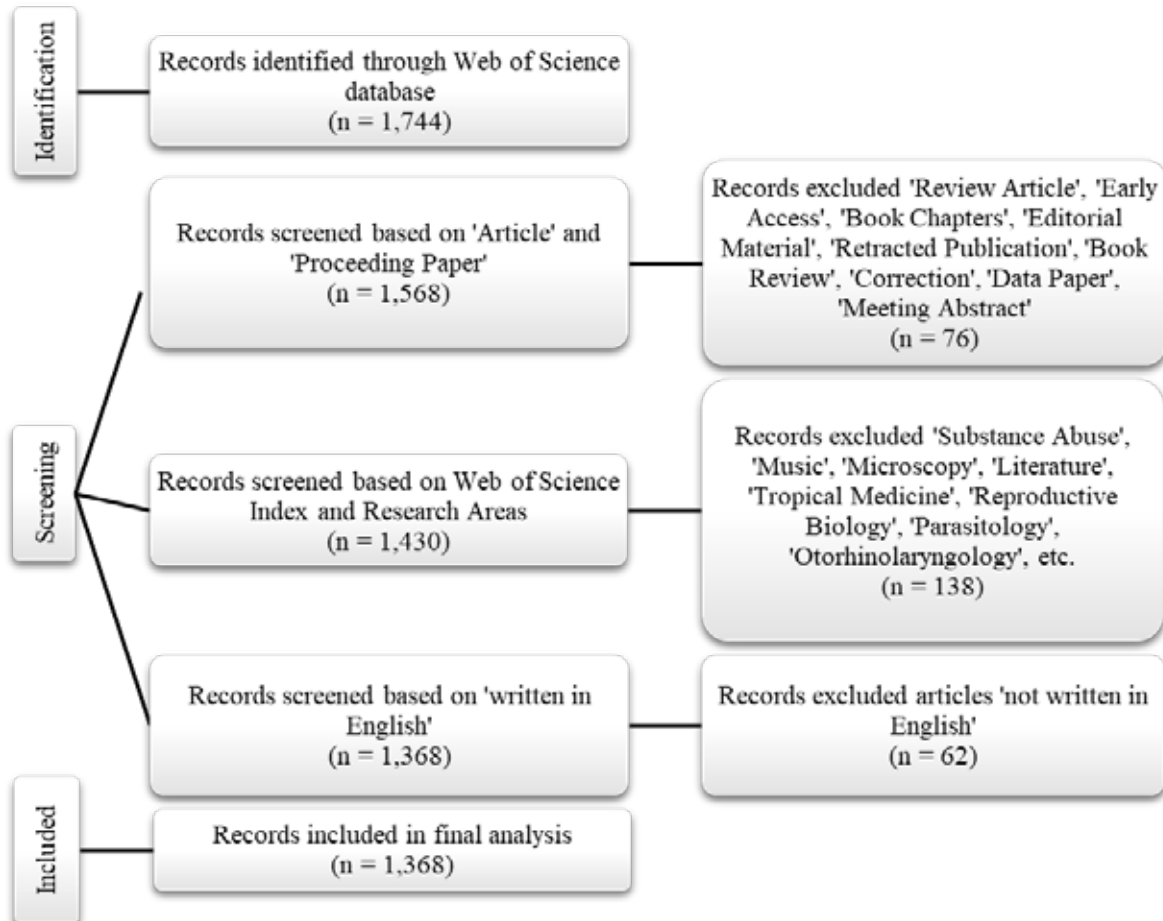 Identification
Records identified through Web of Science
database
(n = 1,744)
Screening
Records screened based on 'Article' and
'Proceeding Paper'
(n = 1,568)
Records excluded 'Review Article', 'Early
Access', 'Book Chapters', 'Editorial
Material', 'Retracted Publication', 'Book
Review', 'Correction', 'Data Paper',
'Meeting Abstract'
(n = 76)
Records screened based on Web of Science
Index and Research Areas
(n = 1,430)
Records excluded 'Substance Abuse',
'Music', 'Microscopy', 'Literature',
'Tropical Medicine', 'Reproductive
Biology', 'Parasitology',
'Otorhinolaryngology', etc.
(n = 138)
Records screened based on 'written in
English'
(n = 1,368)
Records excluded articles 'not written in
English'
(n = 62)
Included
Records included in final analysis
(n = 1,368)